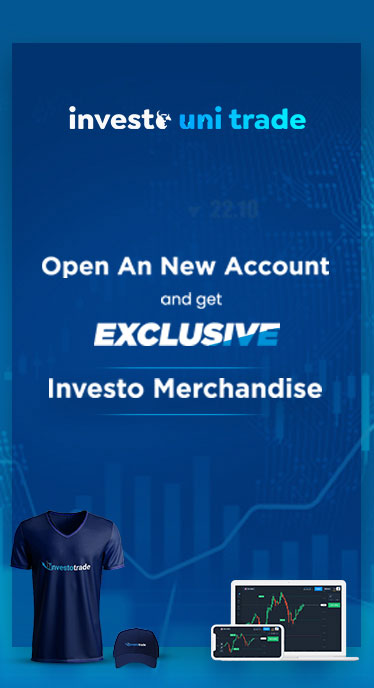 investo uni trade
22.10
Open An New Account
and get
EXCLUSIVE
Investo Merchandise
investotrade